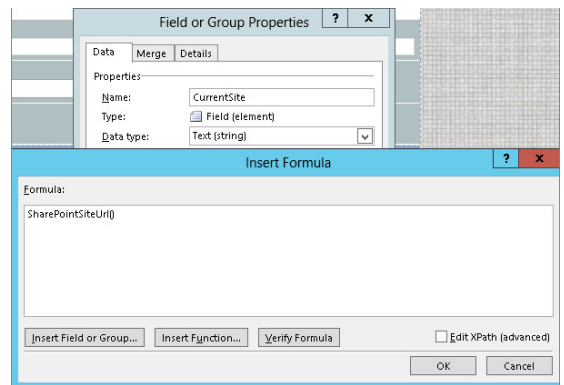 Field or Group Properties ? x
Data Merge Details
Properties
Name: CurrentSite
Type: Field (element)
Data type: Text (string)
Insert Formula ? x
Formula:
SharePointSiteUrl()
Insert Field or Group... Insert Function... Verify Formula Edit XPath (advanced)
OK Cancel